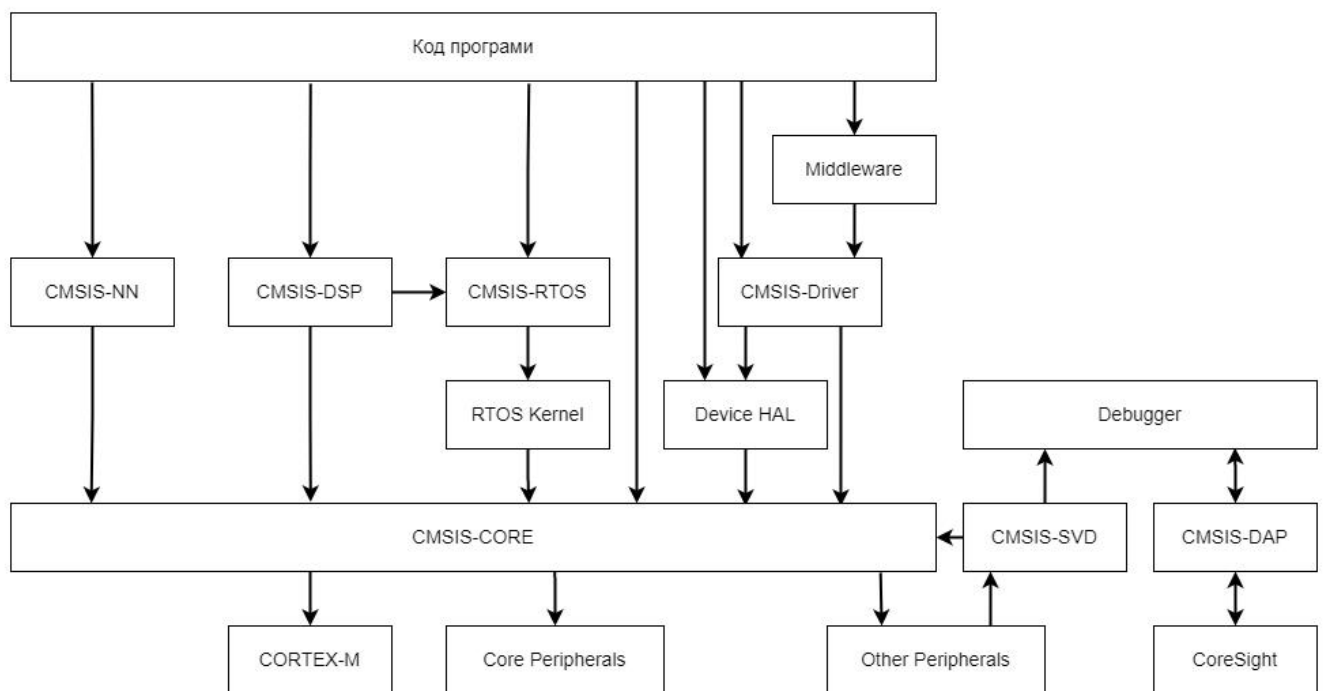 Код програми
Middleware
CMSIS-NN
CMSIS-DSP
CMSIS-RTOS
CMSIS-Driver
RTOS Kernel
Device HAL
Debugger
CMSIS-CORE
CMSIS-SVD
CMSIS-DAP
CORTEX-M
Core Peripherals
Other Peripherals
CoreSight